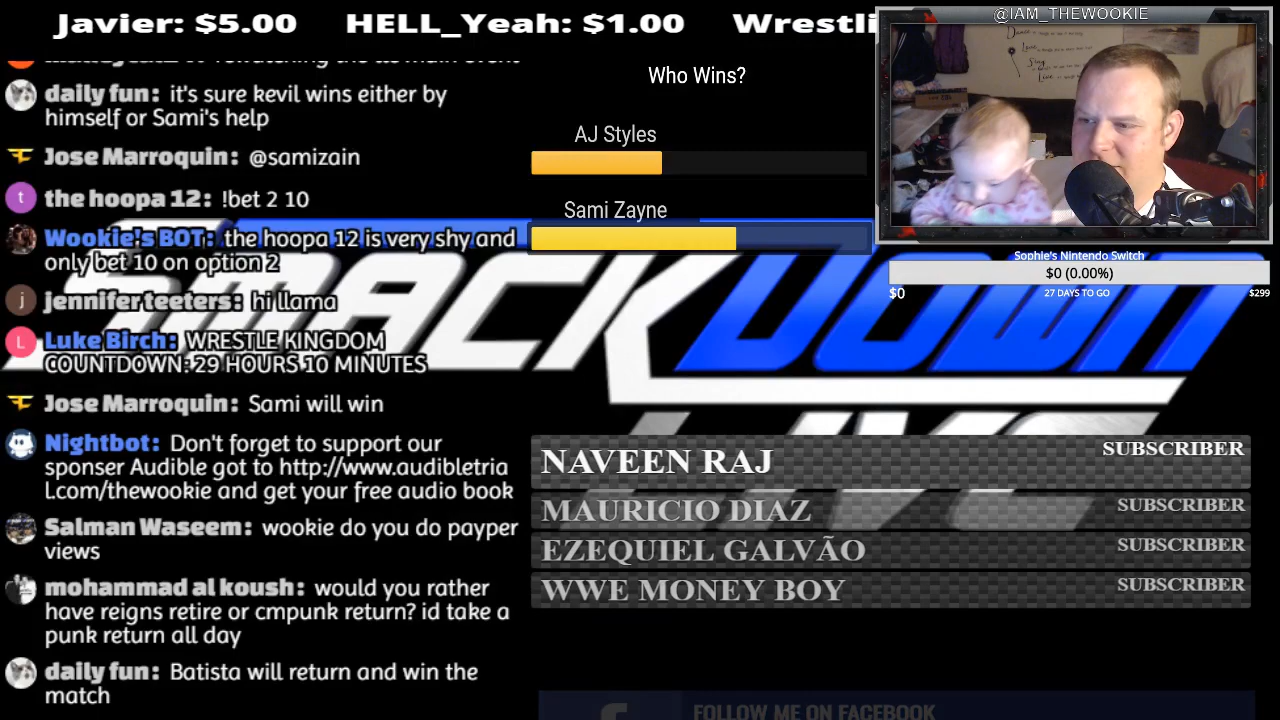 Javier: $5.00 HELL_Yeah: $1.00 Wrestli
@IAM_THEWOOKIE
daily fun: it's sure kevil wins either by
himself or Sami's help
Jose Marroquin: @samizain
the hoopa 12: !bet 2 10
Wookie's BOT: the hoopa 12 is very shy and
only bet 10 on option 2
jennifer teeters: hi llama
Luke Birch: WRESTLE KINGDOM
COUNTDOWN: 29 HOURS 10 MINUTES
Jose Marroquin: Sami will win
Nightbot: Don't forget to support our
sponser Audible got to http://www.audibletria
l.com/thewookie and get your free audio book
Salman Waseem: wookie do you do payper
views
mohammad al koush: would you rather
have reigns retire or cmpunk return? id take a
punk return all day
daily fun: Batista will return and win the
match
Who Wins?
AJ Styles
Sami Zayne
Sophie's Nintendo Switch
$0 (0.00%)
$0 27 DAYS TO GO $299
SMACKDOWN
LIVE
NAVEEN RAJ SUBSCRIBER
MAURICIO DIAZ SUBSCRIBER
EZEQUIEL GALVÃO SUBSCRIBER
WWE MONEY BOY SUBSCRIBER
f FOLLOW ME ON FACEBOOK